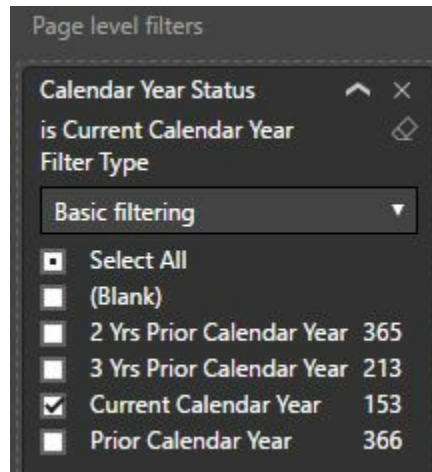 Page level filters
Calendar Year Status
is Current Calendar Year
Filter Type
Basic filtering
Select All
(Blank)
2 Yrs Prior Calendar Year 365
3 Yrs Prior Calendar Year 213
Current Calendar Year 153
Prior Calendar Year 366